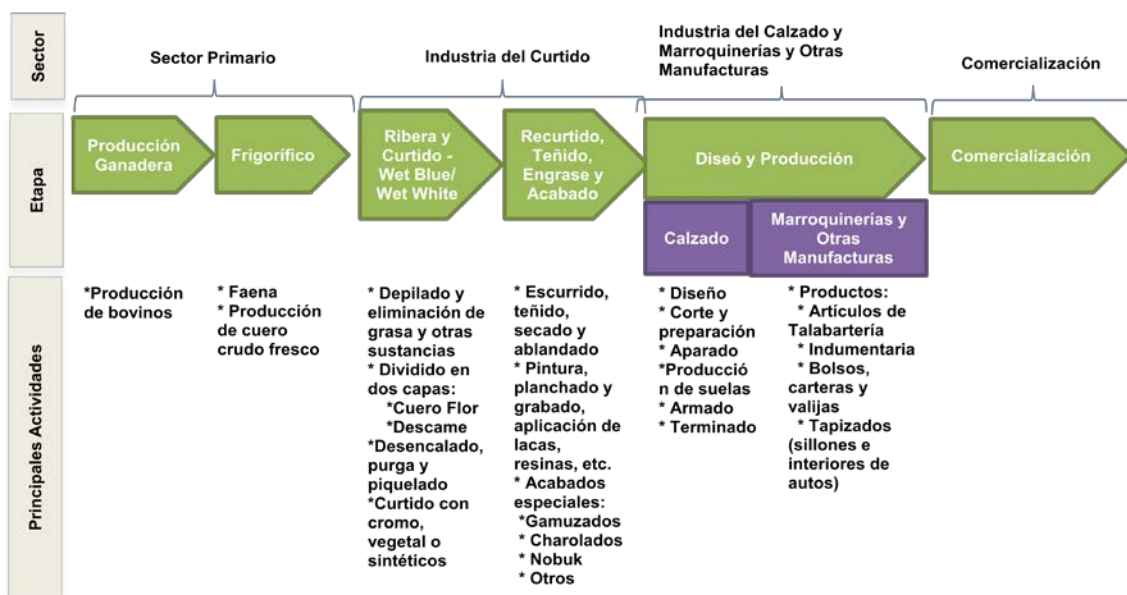 Sector
Sector Primario
Industria del Curtido
Industria del Calzado y
Marroquinerías y Otras
Manufacturas
Comercialización
Etapa
Producción
Ganadera
Frigorífico
Ribera y
Curtido -
Wet Blue/
Wet White
Recurtido,
Teñido,
Engrase y
Acabado
Diseó y Producción
Comercialización
Calzado
Marroquinerías y
Otras
Manufacturas
Principales Actividades
*Producción
de bovinos
* Faena
* Producción
de cuero
crudo fresco
* Depilado y
eliminación de
grasa y otras
sustancias
* Dividido en
dos capas:
*Cuero Flor
*Descame
*Desencalado,
purga y
piquelado
*Curtido con
cromo,
vegetal o
sintéticos
* Escurrido,
teñido,
secado y
ablandado
* Pintura,
planchado y
grabado,
aplicación de
lacas,
resinas, etc.
* Acabados
especiales:
*Gamuzados
* Charolados
* Nobuk
* Otros
* Diseño
* Corte y
preparación
* Aparado
*Producció
n de suelas
* Armado
* Terminado
* Productos:
* Artículos de
Talabartería
* Indumentaria
* Bolsos,
carteras y
valijas
* Tapizados
(sillones e
interiores de
autos)